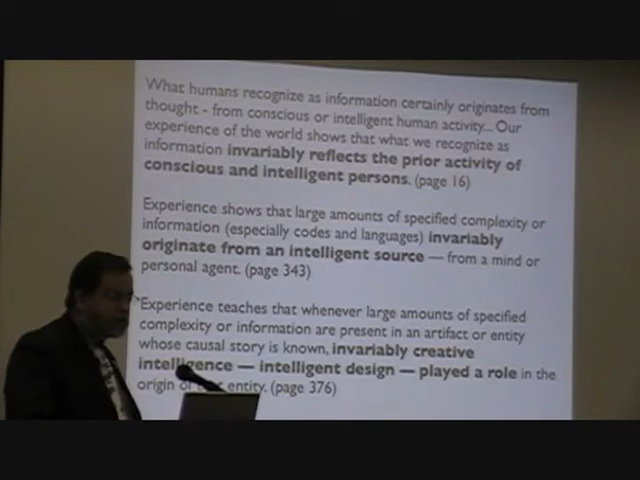 What humans recognize as information certainly originates from
thought - from conscious or intelligent human activity... Our
experience of the world shows that what we recognize as
information invariably reflects the prior activity of
conscious and intelligent persons. (page 16)
Experience shows that large amounts of specified complexity or
information (especially codes and languages) invariably
originate from an intelligent source — from a mind or
personal agent. (page 343)
Experience teaches that whenever large amounts of specified
complexity or information are present in an artifact or entity
whose causal story is known, invariably creative
intelligence — intelligent design — played a role in the
origin of entity. (page 376)